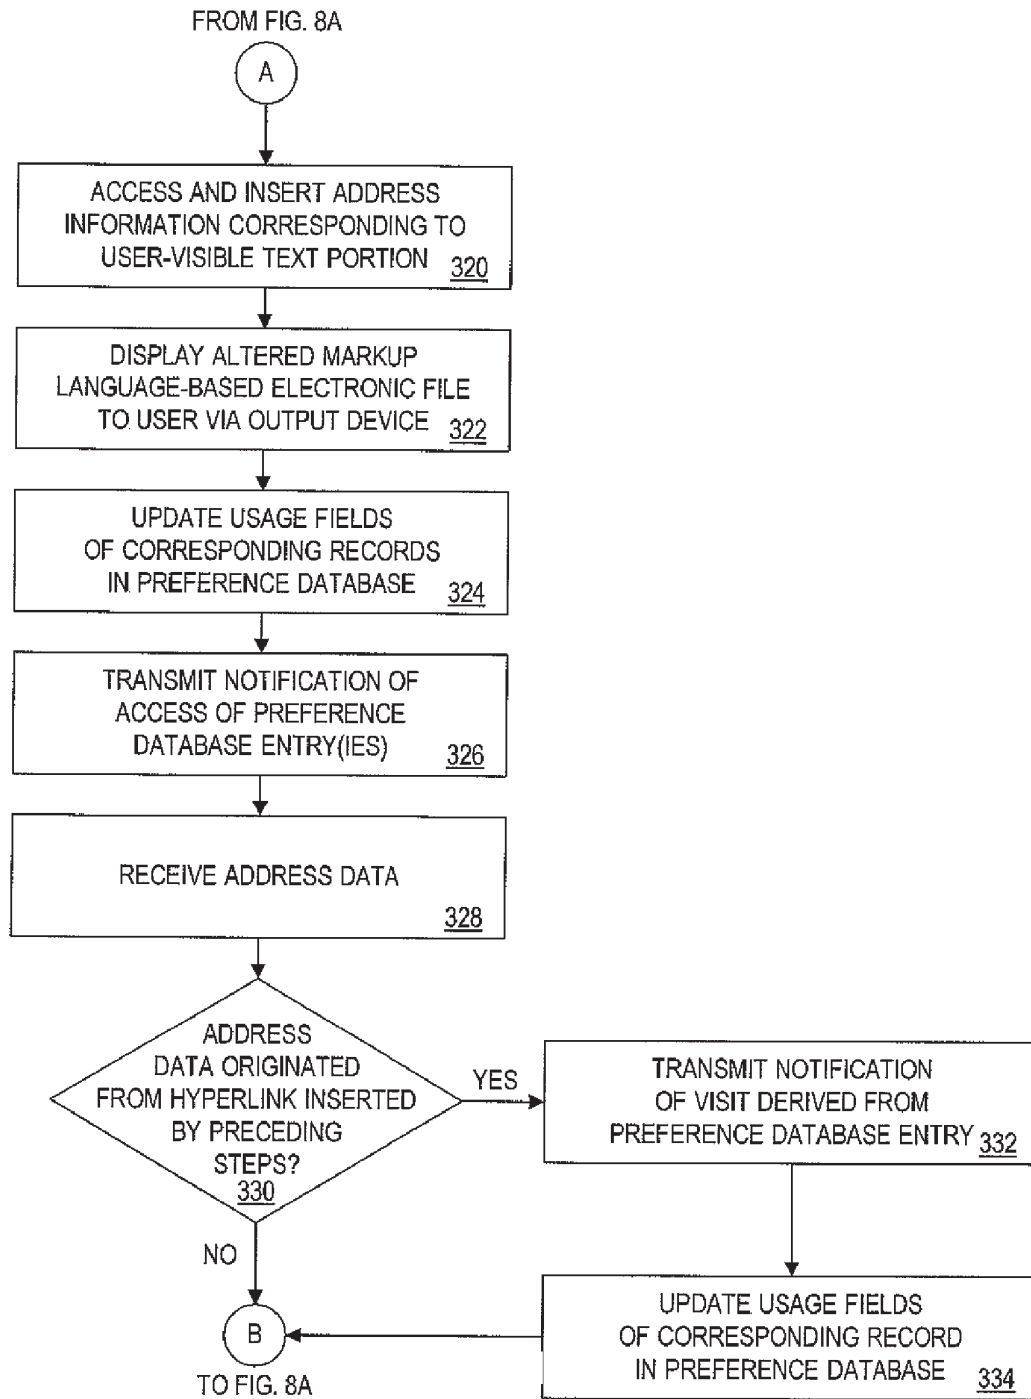 FROM FIG. 8A
A
ACCESS AND INSERT ADDRESS
INFORMATION CORRESPONDING TO
USER-VISIBLE TEXT PORTION 320
DISPLAY ALTERED MARKUP
LANGUAGE-BASED ELECTRONIC FILE
TO USER VIA OUTPUT DEVICE 322
UPDATE USAGE FIELDS
OF CORRESPONDING RECORDS
IN PREFERENCE DATABASE 324
TRANSMIT NOTIFICATION OF
ACCESS OF PREFERENCE
DATABASE ENTRY(IES) 326
RECEIVE ADDRESS DATA
328
ADDRESS
DATA ORIGINATED
FROM HYPERLINK INSERTED
BY PRECEDING
STEPS?
330
YES
TRANSMIT NOTIFICATION
OF VISIT DERIVED FROM
PREFERENCE DATABASE ENTRY 332
NO
UPDATE USAGE FIELDS
OF CORRESPONDING RECORD
IN PREFERENCE DATABASE 334
B
TO FIG. 8A